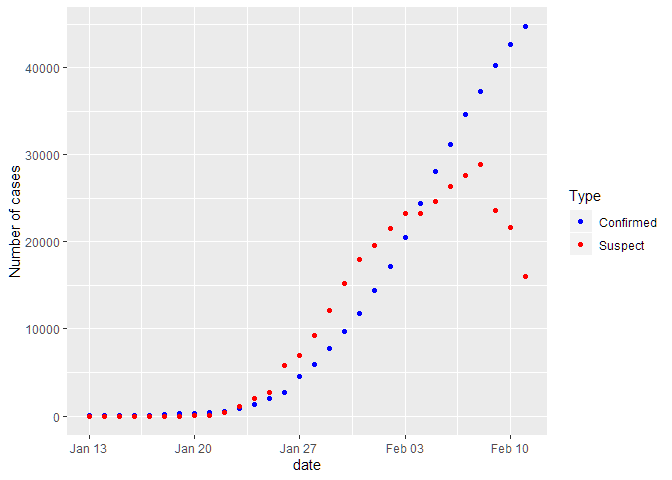 40000
30000
20000
10000
0
Number of cases
Jan 13 Jan 20 Jan 27 Feb 03 Feb 10
date
Type
Confirmed
Suspect